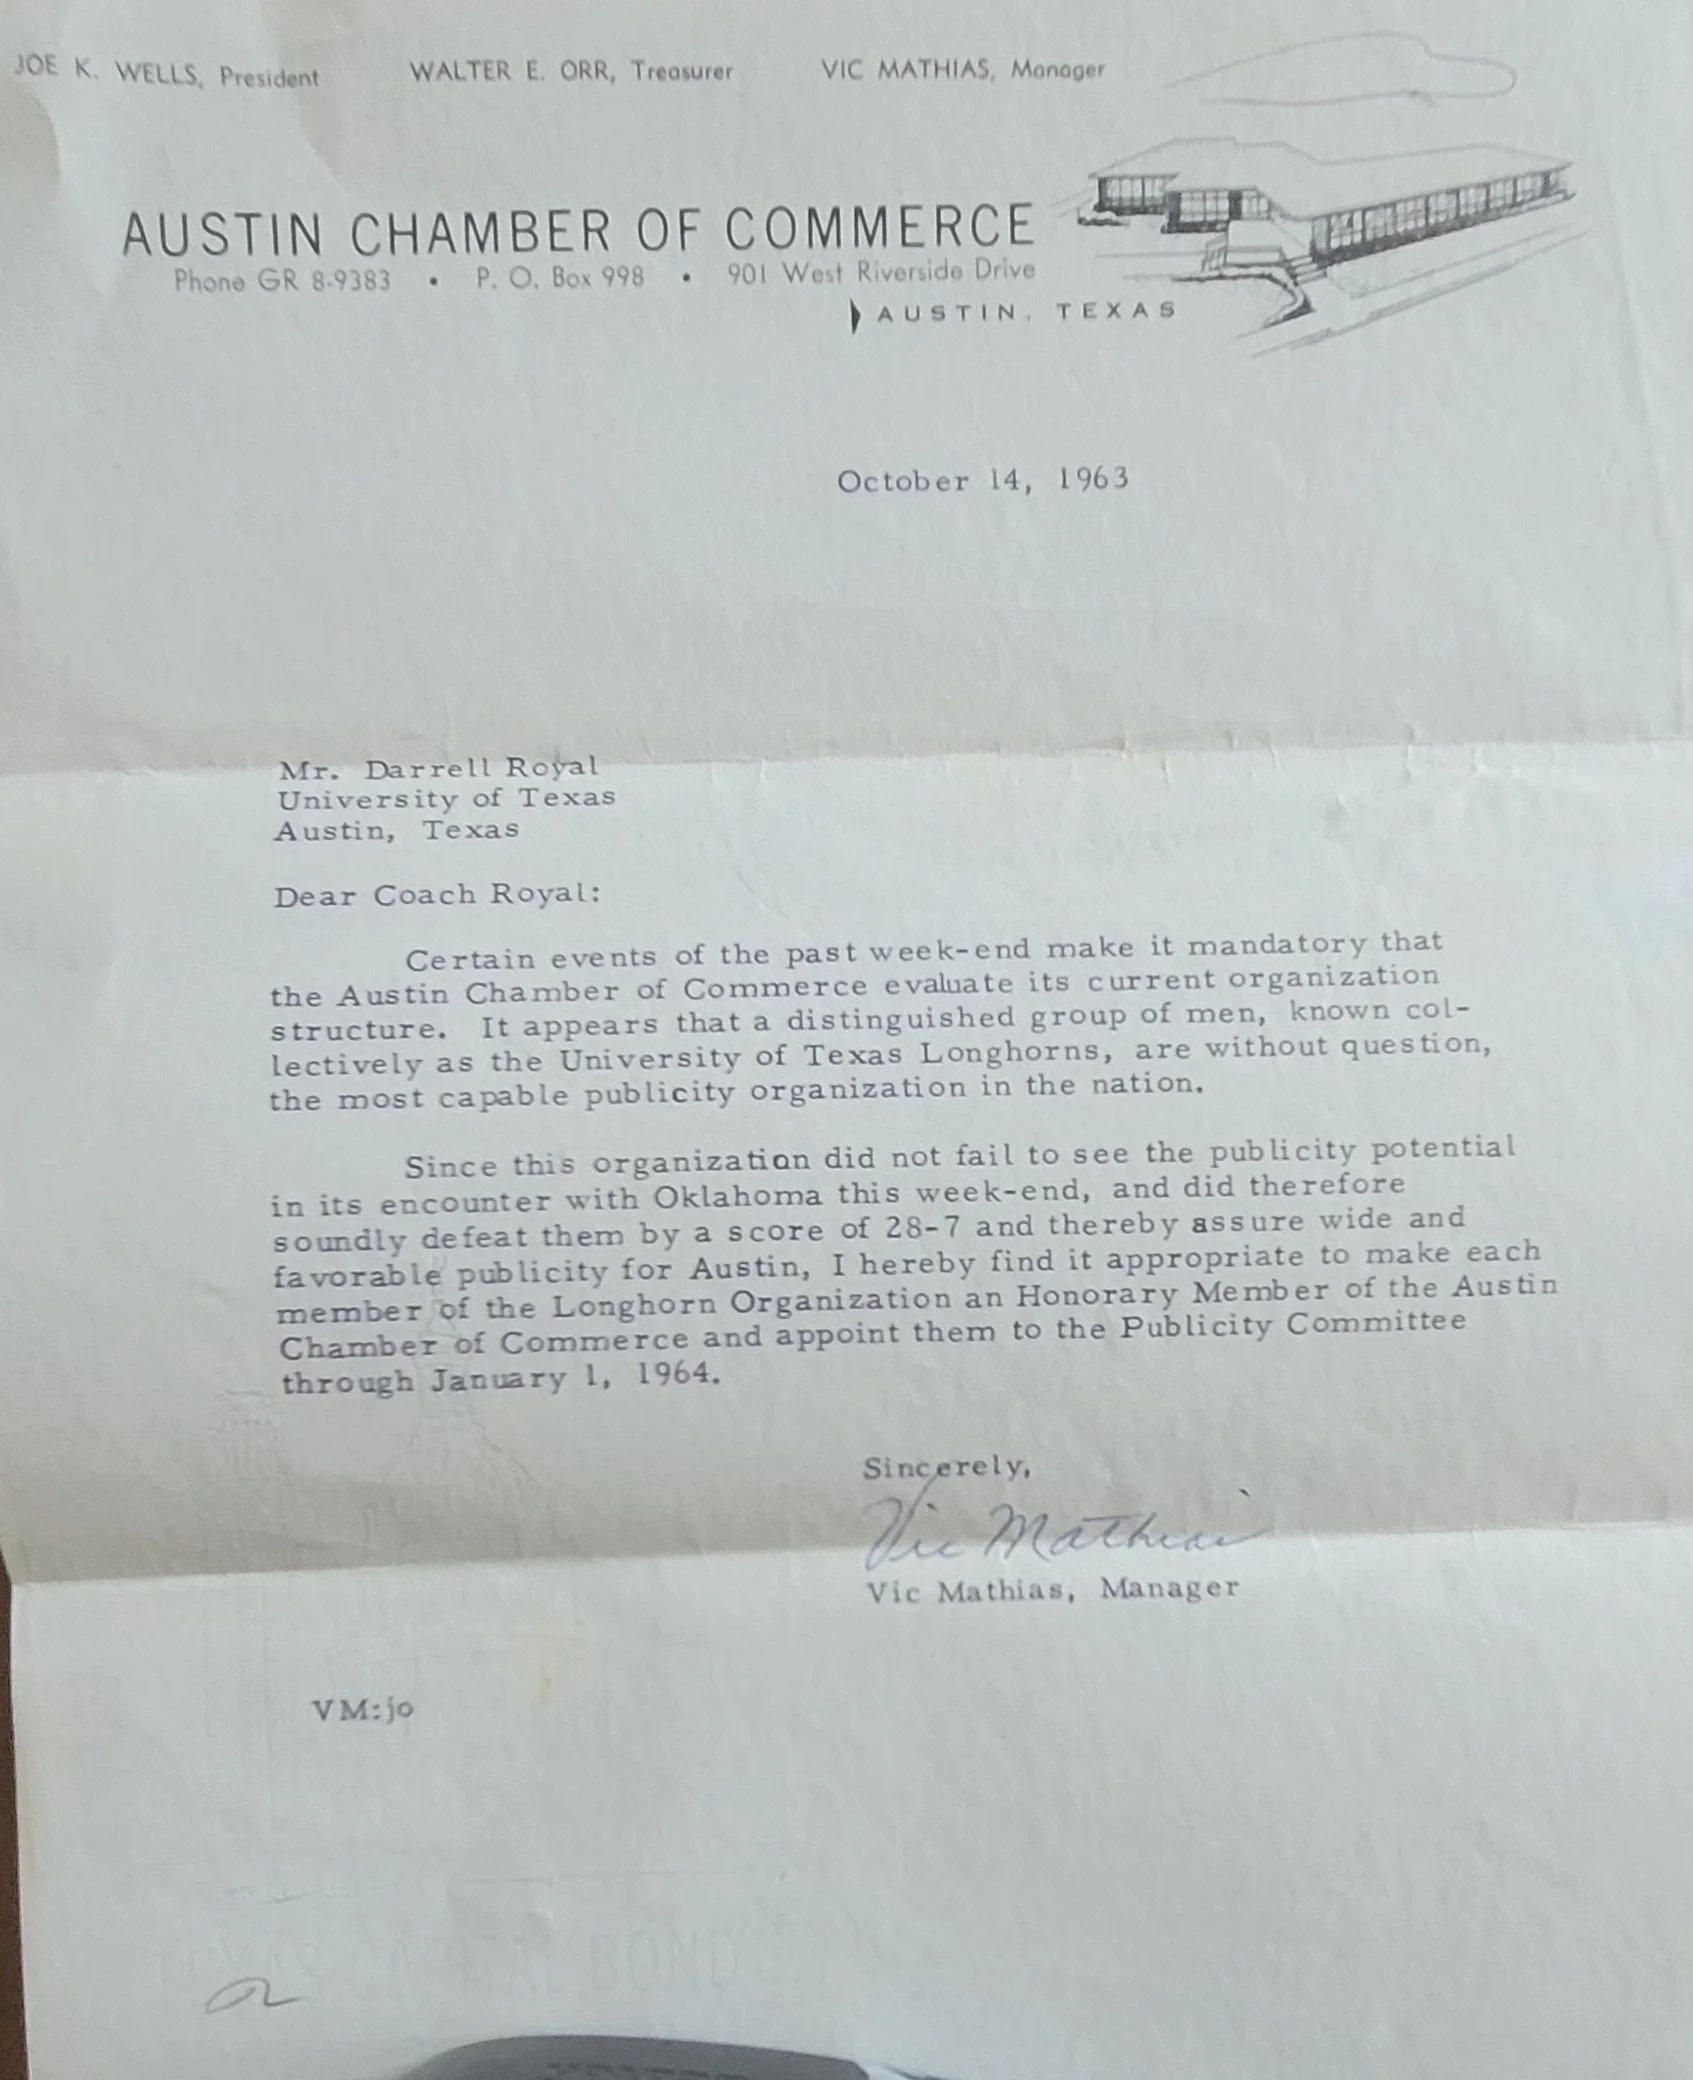 JOE K. WELLS, President WALTER E. ORR, Treasurer VIC MATHIAS, Manager
AUSTIN CHAMBER OF COMMERCE
Phone GR 8-9383 • P. O. Box 998 • 901 West Riverside Drive
AUSTIN, TEXAS
October 14, 1963
Mr. Darrell Royal
University of Texas
Austin, Texas
Dear Coach Royal:
Certain events of the past week-end make it mandatory that
the Austin Chamber of Commerce evaluate its current organization
structure. It appears that a distinguished group of men, known col-
lectively as the University of Texas Longhorns, are without question,
the most capable publicity organization in the nation.
Since this organization did not fail to see the publicity potential
in its encounter with Oklahoma this week-end, and did therefore
soundly defeat them by a score of 28-7 and thereby assure wide and
favorable publicity for Austin, I hereby find it appropriate to make each
member of the Longhorn Organization an Honorary Member of the Austin
Chamber of Commerce and appoint them to the Publicity Committee
through January 1, 1964.
Sincerely,
Vic Mathias
Vic Mathias, Manager
VM:jo
BOND